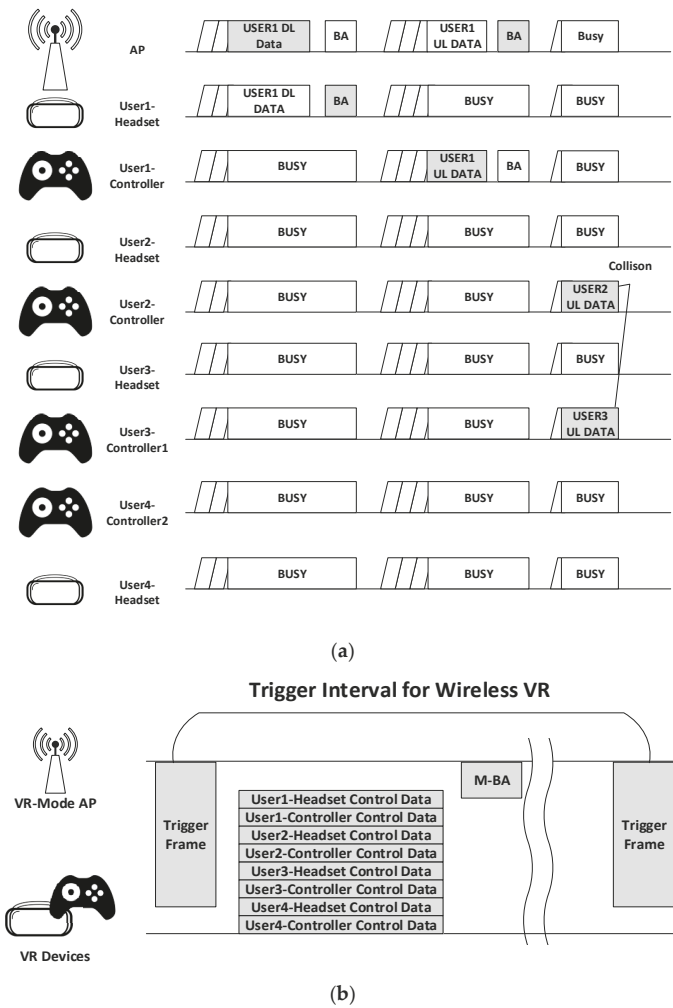 AP
USER1 DL
Data
BA
USER1
UL DATA
BA
Busy
User1-
Headset
USER1 DL
DATA
BA
BUSY
BUSY
User1-
Controller
BUSY
USER1
UL DATA
BA
BUSY
User2-
Headset
BUSY
BUSY
BUSY
Collison
User2-
Controller
BUSY
BUSY
USER2
UL DATA
User3-
Headset
BUSY
BUSY
BUSY
User3-
Controller1
BUSY
BUSY
USER3
UL DATA
User4-
Controller2
BUSY
BUSY
BUSY
User4-
Headset
BUSY
BUSY
BUSY
(a)
Trigger Interval for Wireless VR
VR-Mode AP
Trigger
Frame
User1-Headset Control Data
User1-Controller Control Data
User2-Headset Control Data
User2-Controller Control Data
User3-Headset Control Data
User3-Controller Control Data
User4-Headset Control Data
User4-Controller Control Data
M-BA
Trigger
Frame
VR Devices
(b)